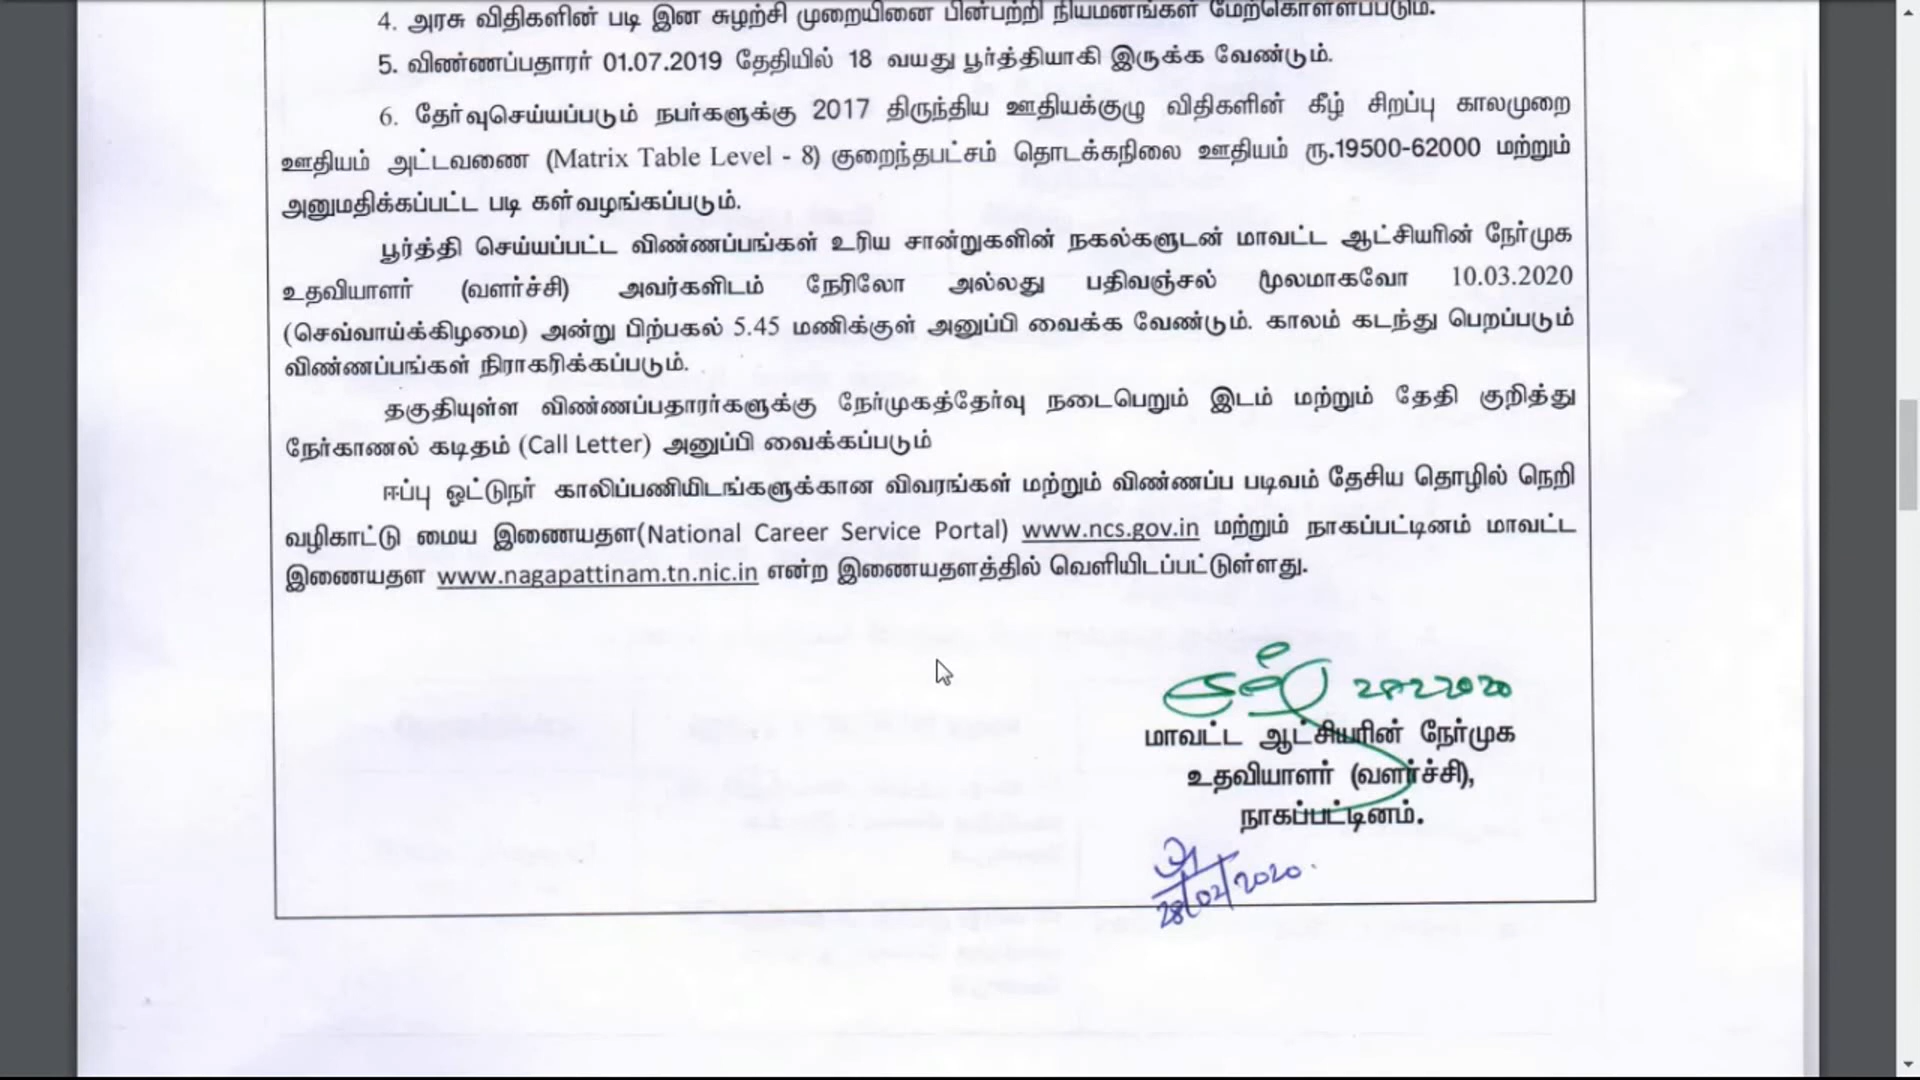 4. அரசு விதிகளின் படி இன சுழற்சி முறையினை பின்பற்றி நியமனங்கள் மேற்கொள்ளப்படும்.
5. விண்ணப்பதாரர் 01.07.2019 தேதியில் 18 வயது பூர்த்தியாகி இருக்க வேண்டும்.
6. தேர்வுசெய்யப்படும் நபர்களுக்கு 2017 திருந்திய ஊதியக்குழு விதிகளின் கீழ் சிறப்பு காலமுறை
ஊதியம் அட்டவணை (Matrix Table Level - 8) குறைந்தபட்சம் தொடக்கநிலை ஊதியம் ரு.19500-62000 மற்றும்
அனுமதிக்கப்பட்ட படி கள்வழங்கப்படும்.
பூர்த்தி செய்யப்பட்ட விண்ணப்பங்கள் உரிய சான்றுகளின் நகல்களுடன் மாவட்ட ஆட்சியரின் நேர்முக
உதவியாளர் (வளர்ச்சி) அவர்களிடம் நேரிலோ அல்லது பதிவஞ்சல் மூலமாகவோ 10.03.2020
(செவ்வாய்க்கிழமை) அன்று பிற்பகல் 5.45 மணிக்குள் அனுப்பி வைக்க வேண்டும். காலம் கடந்து பெறப்படும்
விண்ணப்பங்கள் நிராகரிக்கப்படும்.
தகுதியுள்ள விண்ணப்பதாரர்களுக்கு நேர்முகத்தேர்வு நடைபெறும் இடம் மற்றும் தேதி குறித்து
நேர்காணல் கடிதம் (Call Letter) அனுப்பி வைக்கப்படும்
ஈப்பு ஓட்டுநர் காலிப்பணியிடங்களுக்கான விவரங்கள் மற்றும் விண்ணப்ப படிவம் தேசிய தொழில் நெறி
வழிகாட்டு மைய இணையதள(National Career Service Portal) www.ncs.gov.in மற்றும் நாகப்பட்டினம் மாவட்ட
இணையதள www.nagapattinam.tn.nic.in என்ற இணையதளத்தில் வெளியிடப்பட்டுள்ளது.
மாவட்ட ஆட்சியரின் நேர்முக
உதவியாளர் (வளர்ச்சி),
நாகப்பட்டினம்.
28/02/2020